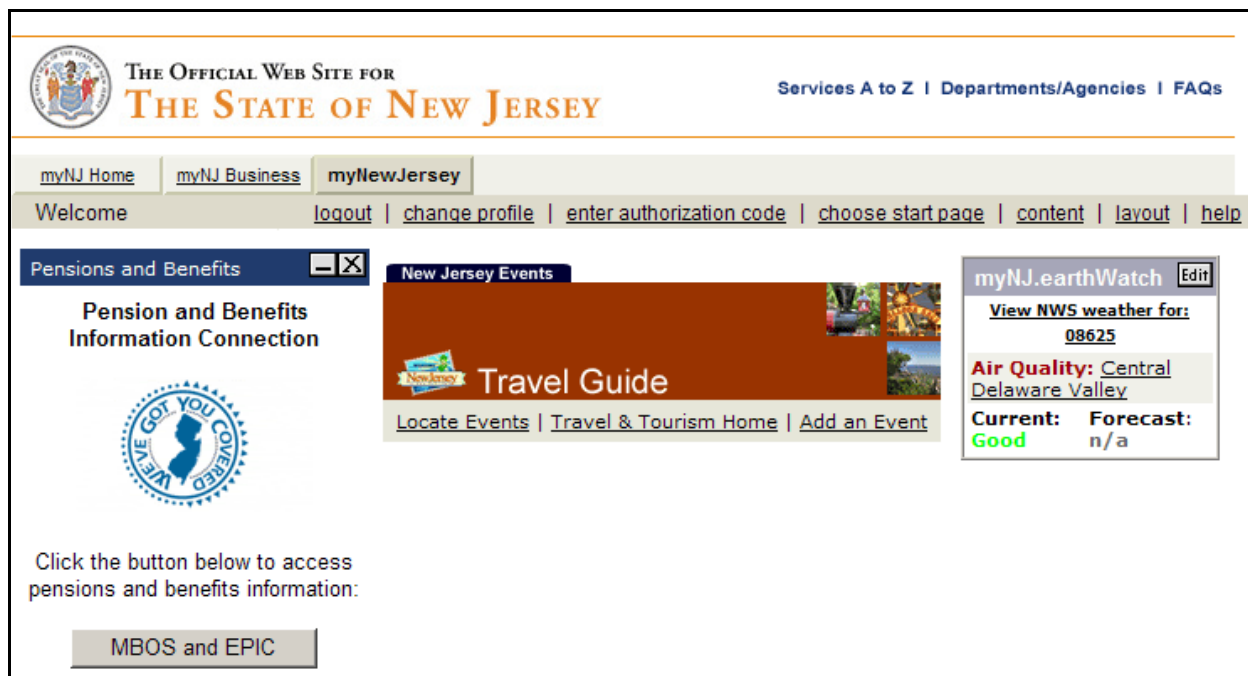 THE OFFICIAL WEB SITE FOR
THE STATE OF NEW JERSEY
Services A to Z | Departments/Agencies | FAQs
myNJ Home myNJ Business myNewJersey
Welcome logout | change profile | enter authorization code | choose start page | content | layout | help
Pensions and Benefits
Pension and Benefits
Information Connection
WE'VE GOT YOU COVERED
Click the button below to access
pensions and benefits information:
MBOS and EPIC
New Jersey Events
New Jersey
Travel Guide
Locate Events | Travel & Tourism Home | Add an Event
myNJ.earthWatch Edit
View NWS weather for:
08625
Air Quality: Central
Delaware Valley
Current: Forecast:
Good n/a